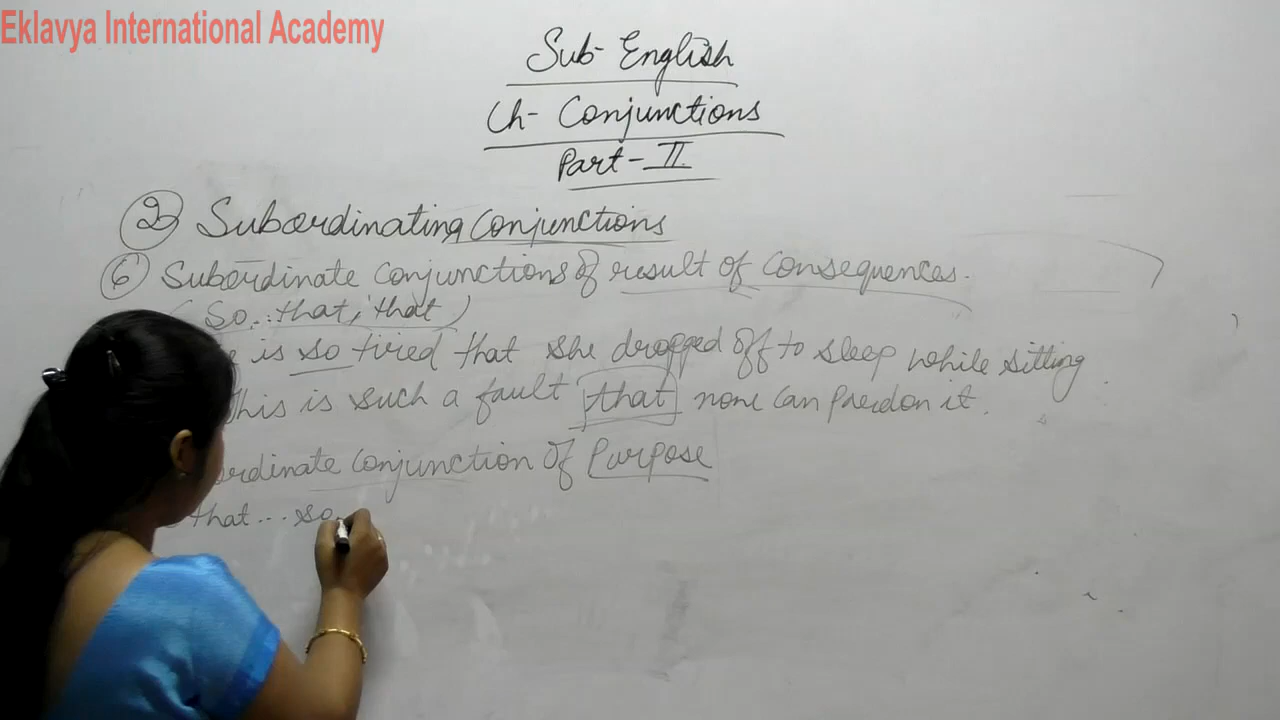 Eklavya International Academy
Sub- English
Ch- Conjunctions
Part- II
2 Subordinating Conjunctions
6 Subordinate Conjunctions of result of Consequences.
(So...that, that)
is so tired that she dropped off to sleep while sitting.
This is such a fault that none can pardon it.
ordinate Conjunction of Purpose
that... so